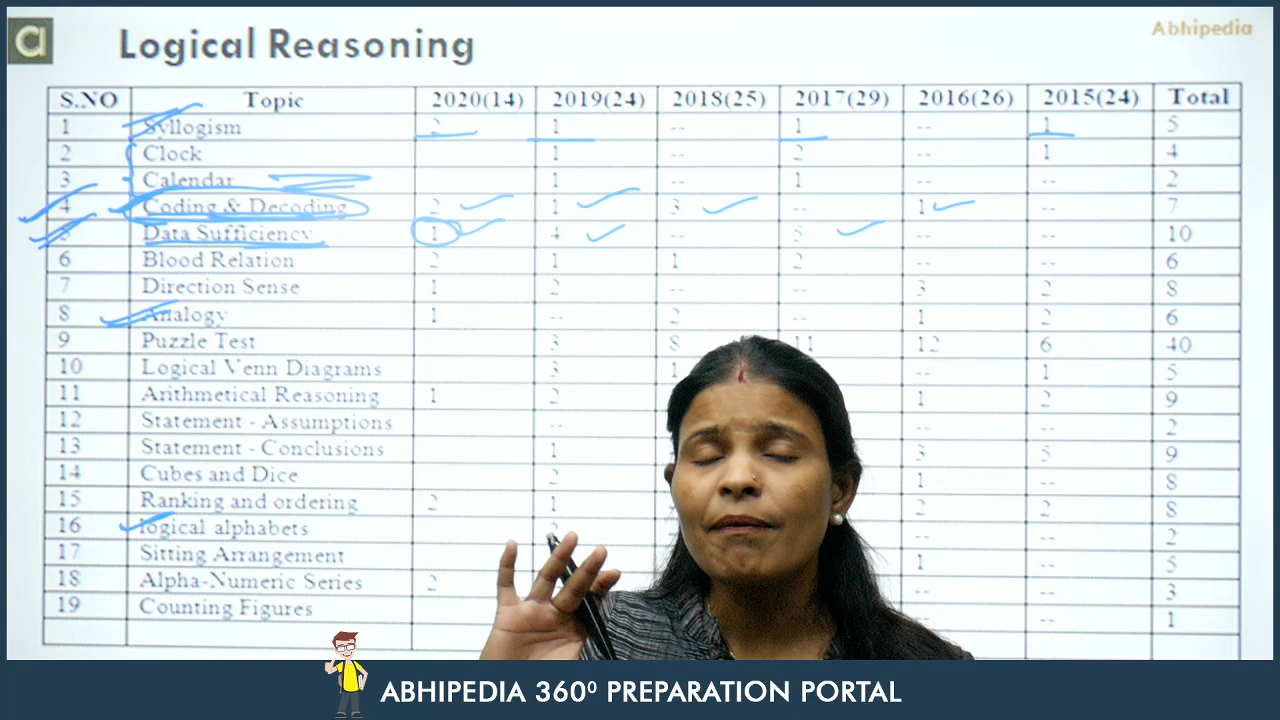 a
Logical Reasoning
Abhipedia
S.NO Topic 2020(14) 2019(24) 2018(25) 2017(29) 2016(26) 2015(24) Total
1 Syllogism 2 1 -- 1 -- 1 5
2 Clock 1 -- 2 -- 1 4
3 Calendar 1 -- 1 -- -- 2
4 Coding & Decoding 2 1 3 -- 1 -- 7
5 Data Sufficiency 1 4 -- 5 -- -- 10
6 Blood Relation 2 1 1 2 -- -- 6
7 Direction Sense 1 2 -- -- 3 2 8
8 Analogy 1 -- 2 -- 1 2 6
9 Puzzle Test 3 8 11 12 6 40
10 Logical Venn Diagrams 3 1 -- 1 5
11 Arithmetical Reasoning 1 2 1 2 9
12 Statement - Assumptions -- -- -- 2
13 Statement - Conclusions 1 3 5 9
14 Cubes and Dice 2 1 -- 8
15 Ranking and ordering 2 1 2 2 8
16 logical alphabets -- -- 2
17 Sitting Arrangement 1 -- 5
18 Alpha-Numeric Series 2 -- 3
19 Counting Figures -- -- 1
ABHIPEDIA 360⁰ PREPARATION PORTAL